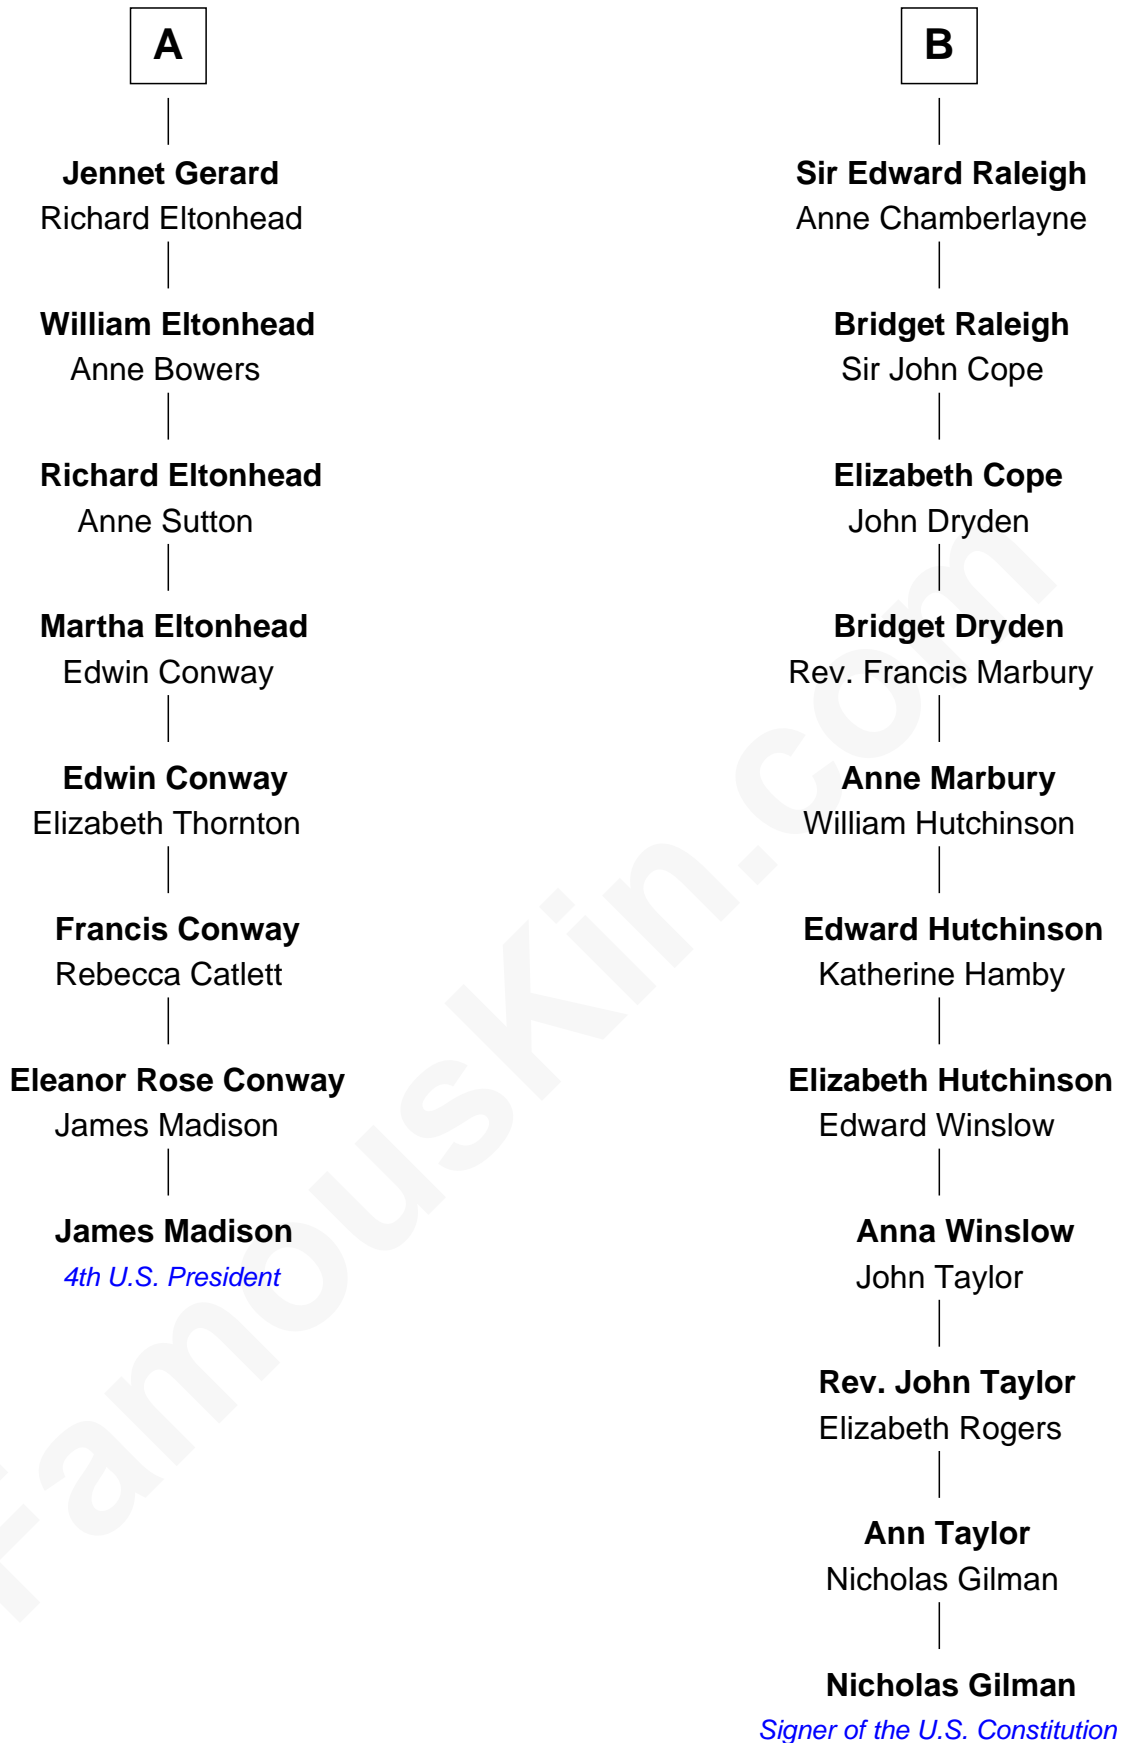 A
Jennet Gerard
Richard Eltonhead
William Eltonhead
Anne Bowers
Richard Eltonhead
Anne Sutton
Martha Eltonhead
Edwin Conway
Edwin Conway
Elizabeth Thornton
Francis Conway
Rebecca Catlett
Eleanor Rose Conway
James Madison
James Madison
4th U.S. President
B
Sir Edward Raleigh
Anne Chamberlayne
Bridget Raleigh
Sir John Cope
Elizabeth Cope
John Dryden
Bridget Dryden
Rev. Francis Marbury
Anne Marbury
William Hutchinson
Edward Hutchinson
Katherine Hamby
Elizabeth Hutchinson
Edward Winslow
Anna Winslow
John Taylor
Rev. John Taylor
Elizabeth Rogers
Ann Taylor
Nicholas Gilman
Nicholas Gilman
Signer of the U.S. Constitution
FamousKin.com